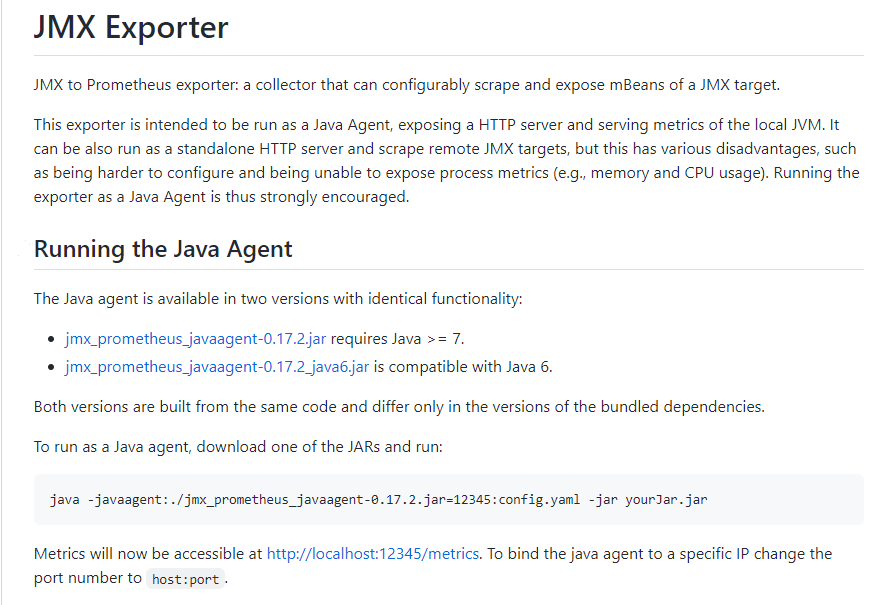 JMX Exporter
JMX to Prometheus exporter: a collector that can configurably scrape and expose mBeans of a JMX target.
This exporter is intended to be run as a Java Agent, exposing a HTTP server and serving metrics of the local JVM. It
can be also run as a standalone HTTP server and scrape remote JMX targets, but this has various disadvantages, such
as being harder to configure and being unable to expose process metrics (e.g., memory and CPU usage). Running the
exporter as a Java Agent is thus strongly encouraged.
Running the Java Agent
The Java agent is available in two versions with identical functionality:
• jmx_prometheus_javaagent-0.17.2.jar requires Java >= 7.
• jmx_prometheus_javaagent-0.17.2_java6.jar is compatible with Java 6.
Both versions are built from the same code and differ only in the versions of the bundled dependencies.
To run as a Java agent, download one of the JARs and run:
java -javaagent:./jmx_prometheus_javaagent-0.17.2.jar=12345:config.yaml -jar yourJar.jar
Metrics will now be accessible at http://localhost:12345/metrics. To bind the java agent to a specific IP change the
port number to host:port.